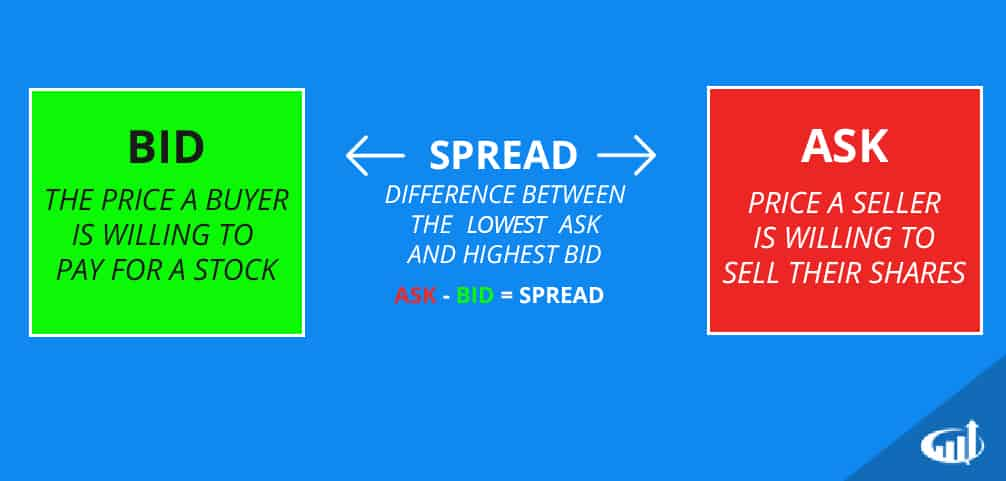 BID
THE PRICE A BUYER
IS WILLING TO
PAY FOR A STOCK
SPREAD
DIFFERENCE BETWEEN
THE LOWEST ASK
AND HIGHEST BID
ASK - BID = SPREAD
ASK
PRICE A SELLER
IS WILLING TO
SELL THEIR SHARES